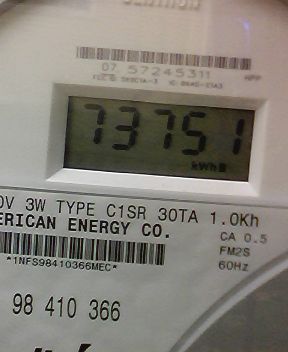 07 57245311
73751
kWh
0V 3W TYPE C1SR 30TA 1.0Kh
ERICAN ENERGY CO.
CA 0.5
FM2S
60Hz
*1NFS98410366MEC*
98 410 366